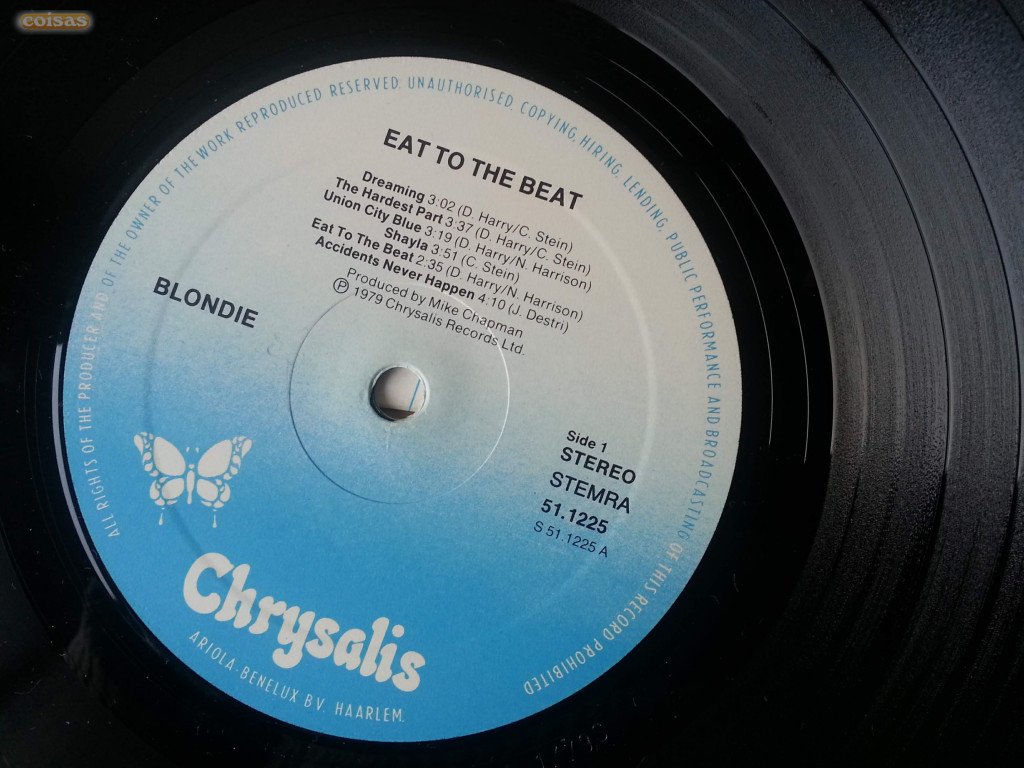 coisas
ALL RIGHTS OF THE PRODUCER AND OF THE OWNER OF THE WORK REPRODUCED RESERVED. UNAUTHORISED, COPYING, HIRING, LENDING, PUBLIC PERFORMANCE AND BROADCASTING OF THIS RECORD PROHIBITED
EAT TO THE BEAT
Dreaming 3:02 (D. Harry/C. Stein)
The Hardest Part 3:37 (D. Harry/C. Stein)
Union City Blue 3:19 (D. Harry/N. Harrison)
Shayla 3:51 (C. Stein)
Eat To The Beat 2:35 (D. Harry/N. Harrison)
Accidents Never Happen 4:10 (J. Destri)
Produced by Mike Chapman
℗ 1979 Chrysalis Records Ltd.
BLONDIE
Side 1
STEREO
STEMRA
51.1225
S 51.1225 A
Chrysalis
ARIOLA-BENELUX B.V. HAARLEM.